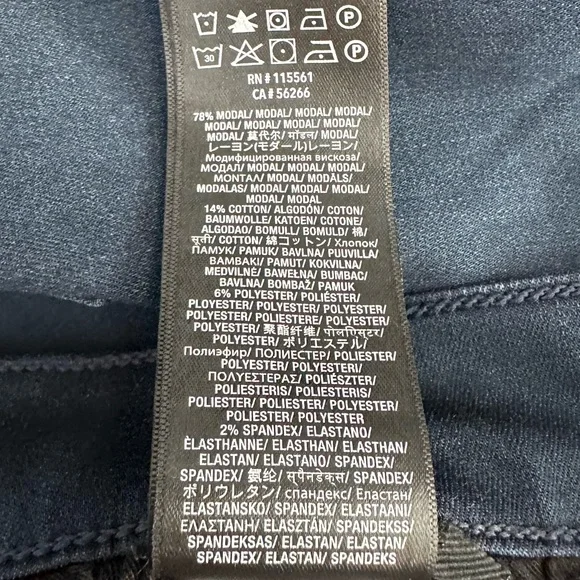 30
RN # 115561
CA # 56266
78% MODAL/ MODAL/ MODAL/ MODAL/
MODAL/ MODAL/ MODAL/ MODAL/ MODAL/
MODAL/ 莫代尔/ मॉडल/ MODAL/
レーヨン(モダール)レーヨン/
Модифицированная вискоза/
МОДАЛ/ MODAL/ MODAL/ MODAL/
ΜΟΝΤΑΛ/ MODAL/ MODĀLS/
MODALAS/ MODAL/ MODAL/ MODAL/
MODAL/ MODAL
14% COTTON/ ALGODÓN/ COTON/
BAUMWOLLE/ KATOEN/ COTONE/
ALGODAO/ BOMULL/ BOMULD/ 棉/
सूती/ COTTON/ 綿コットン/ Хлопок/
ПАМУК/ PAMUK/ BAVLNA/ PUUVILLA/
ΒΑΜΒΑΚΙ/ PAMUT/ KOKVILNA/
MEDVILNĖ/ BAWEŁNA/ BUMBAC/
BAVLNA/ BOMBAŽ/ PAMUK
6% POLYESTER/ POLIÉSTER/
PLOYESTER/ POLYESTER/ POLYESTER/
POLYESTER/ POLIESTERE/ POLYESTER/
POLYESTER/ 聚酯纤维/ पोलिएस्टर/
POLYESTER/ ポリエステル/
Полиэфир/ ПОЛИЕСТЕР/ POLIESTER/
POLYESTER/ POLYESTERI/
ΠΟΛΥΕΣΤΕΡΑΣ/ POLIÉSZTER/
POLIESTERIS/ POLIESTERIS/
POLIESTER/ POLIESTER/ POLYESTER/
POLIESTER/ POLYESTER
2% SPANDEX/ ELASTANO/
ÈLASTHANNE/ ELASTHAN/ ELASTHAN/
ELASTAN/ ELASTANO/ SPANDEX/
SPANDEX/ 氨纶/ स्पैनडेक्स/ SPANDEX/
ポリウレタン/ спандекс/ Еластан/
ELASTANSKO/ SPANDEX/ ELASTAANI/
ΕΛΑΣΤΑΝΗ/ ELASZTÁN/ SPANDEKSS/
SPANDEKSAS/ ELASTAN/ ELASTAN/
ELASTAN/ ELASTAN/ SPANDEKS